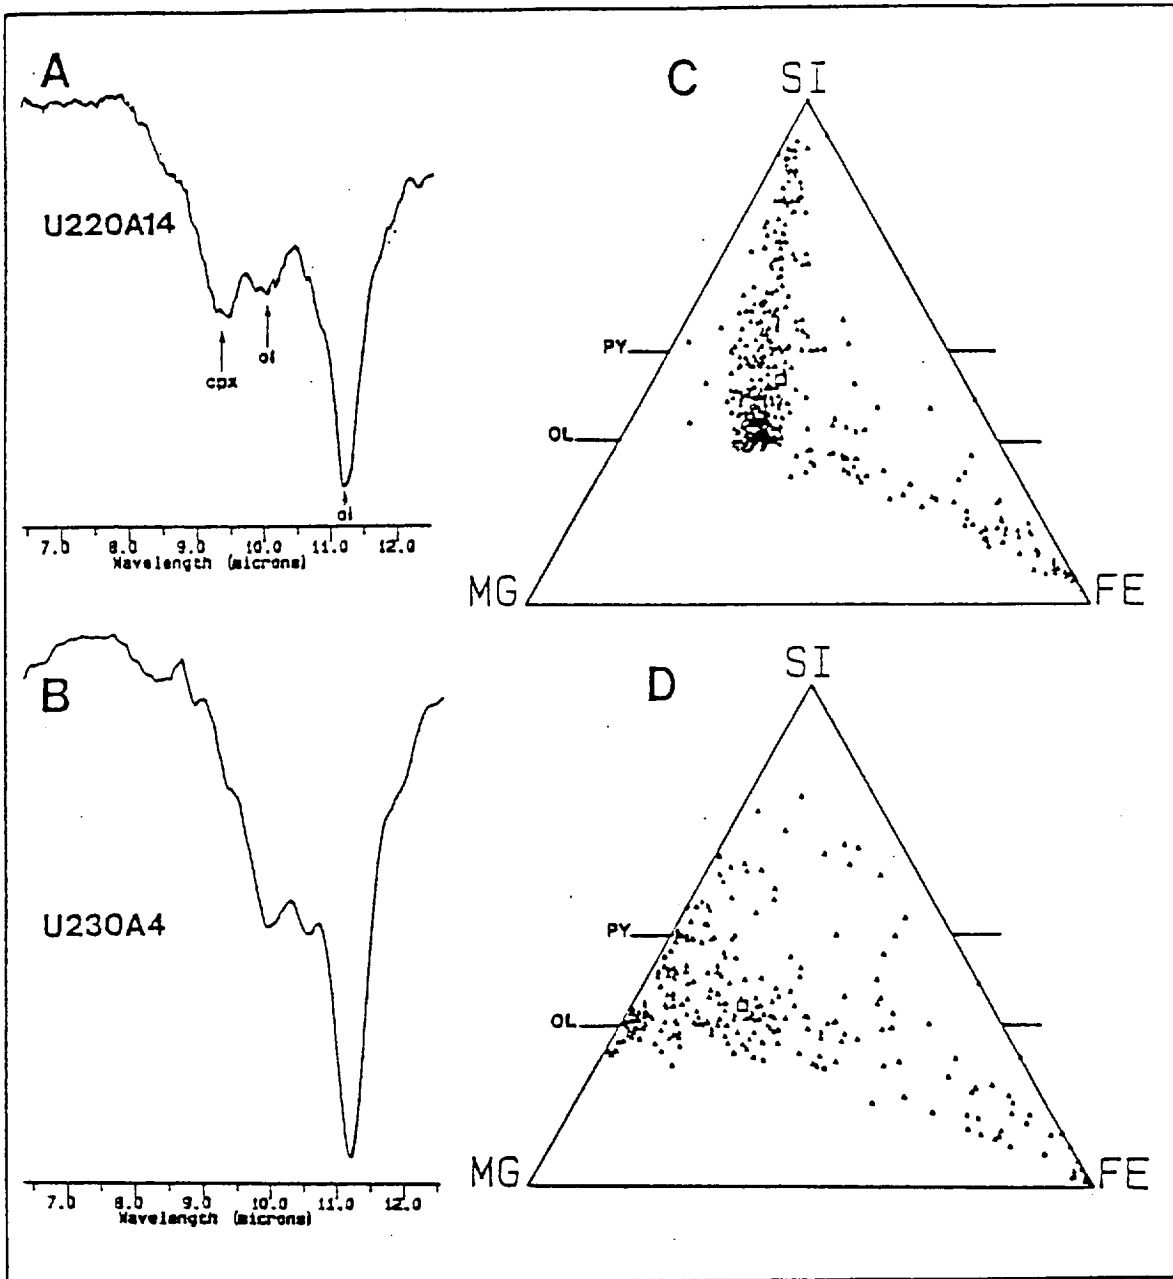 A
U220A14
cpx
ol
ol
7.0 8.0 9.0 10.0 11.0 12.0
Wavelength (microns)
C
SI
PY
OL
MG
FE
B
U230A4
7.0 8.0 9.0 10.0 11.0 12.0
Wavelength (microns)
D
SI
PY
OL
MG
FE